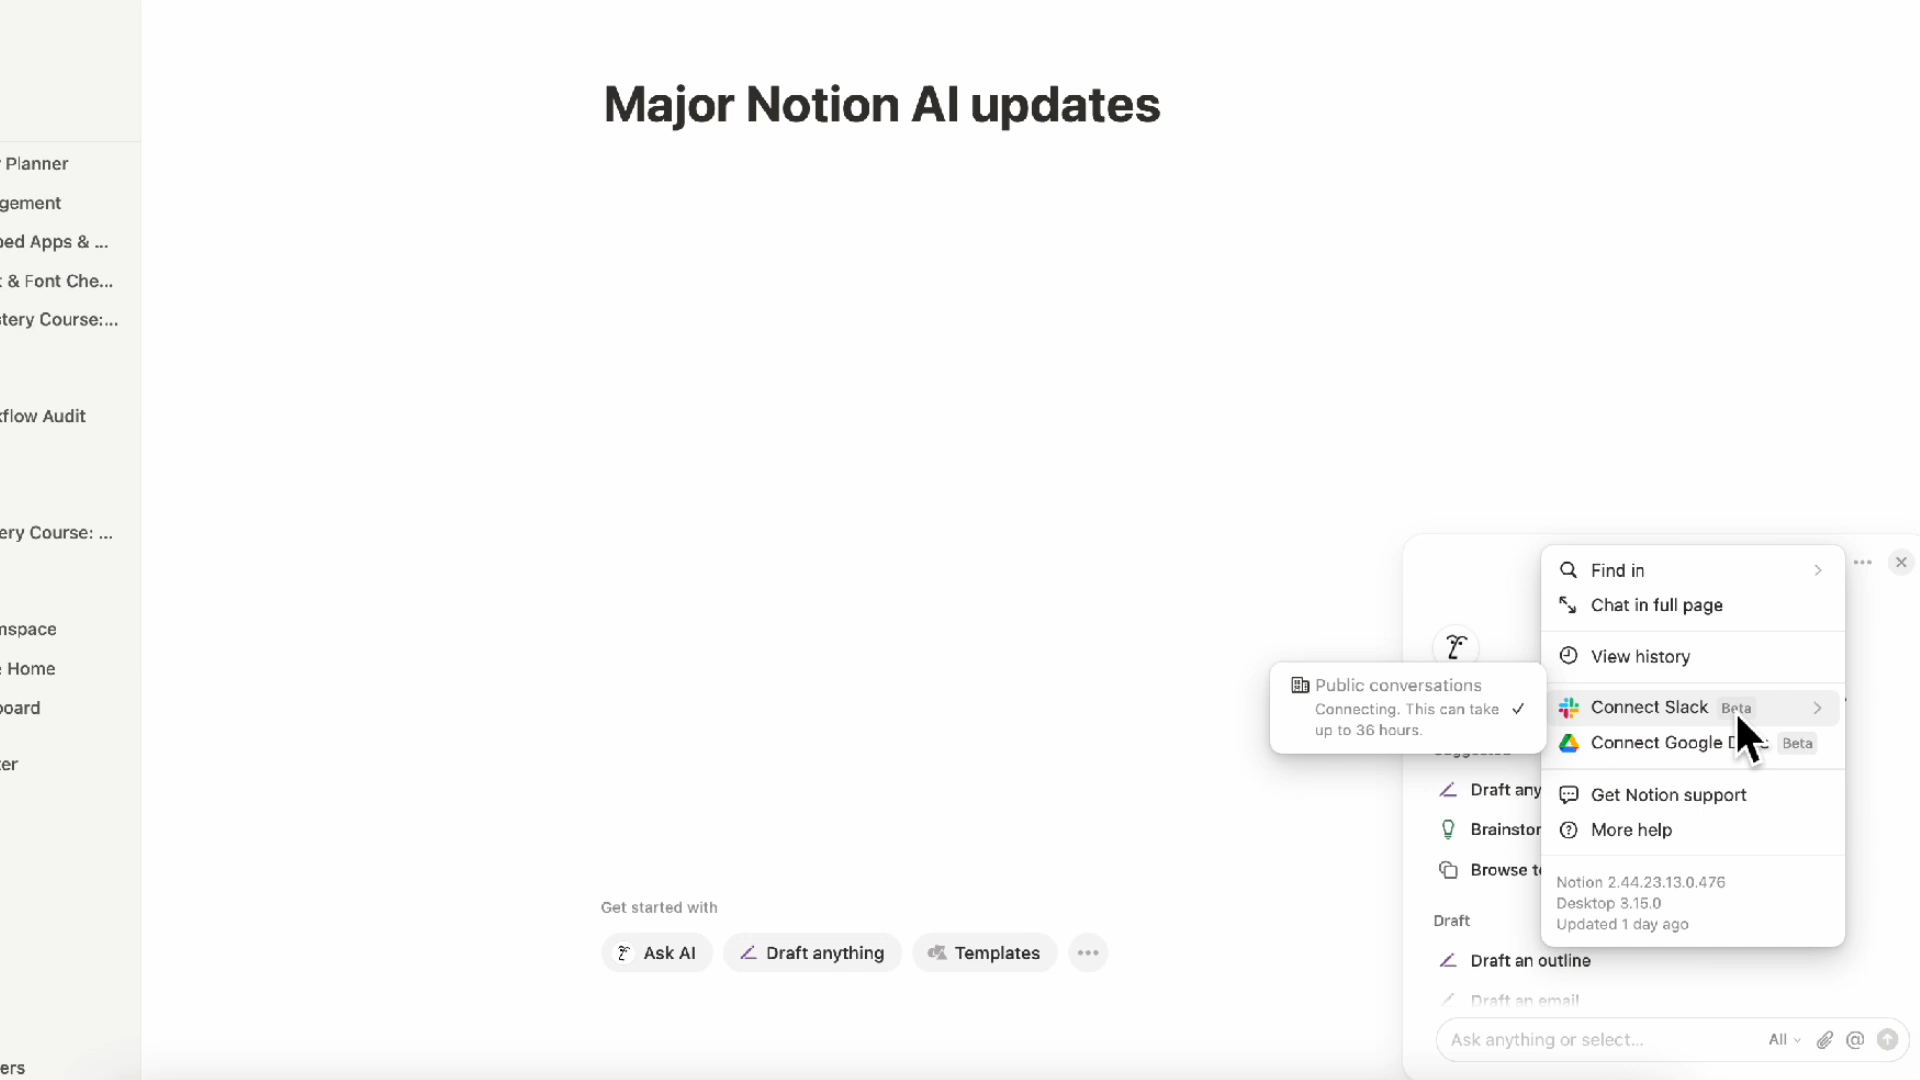 Major Notion AI updates
Planner
gement
ped Apps & ...
& Font Che...
stery Course:...
flow Audit
ery Course: ...
nspace
Home
oard
ter
ers
Get started with
Ask AI
Draft anything
Templates
Find in
Chat in full page
View history
Connect Slack Beta
Connect Google Beta
Get Notion support
More help
Notion 2.44.23.13.0.476
Desktop 3.15.0
Updated 1 day ago
Public conversations
Connecting. This can take
up to 36 hours.
Draft any
Brainstor
Browse te
Draft
Draft an outline
Draft an email
Ask anything or select...
All